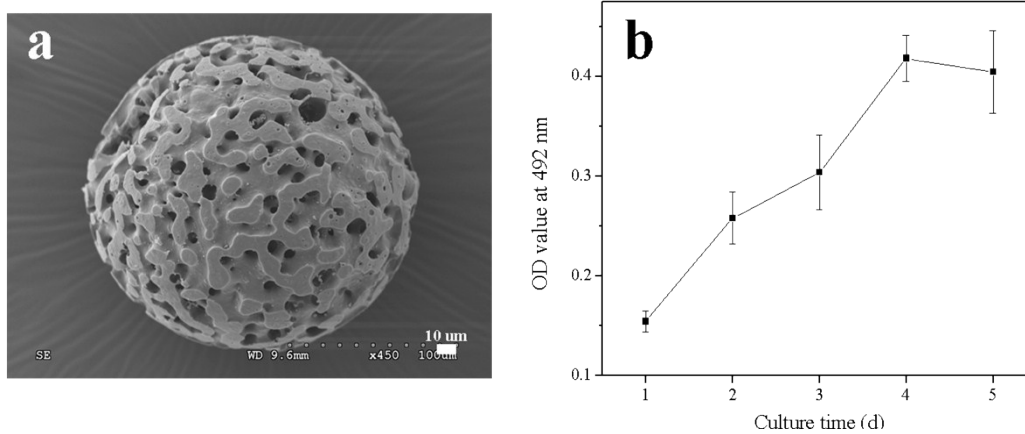 a
10 um
SE
WD 9.6mm
x450
100um
b
OD value at 492 nm
0.4
0.3
0.2
0.1
1 2 3 4 5
Culture time (d)